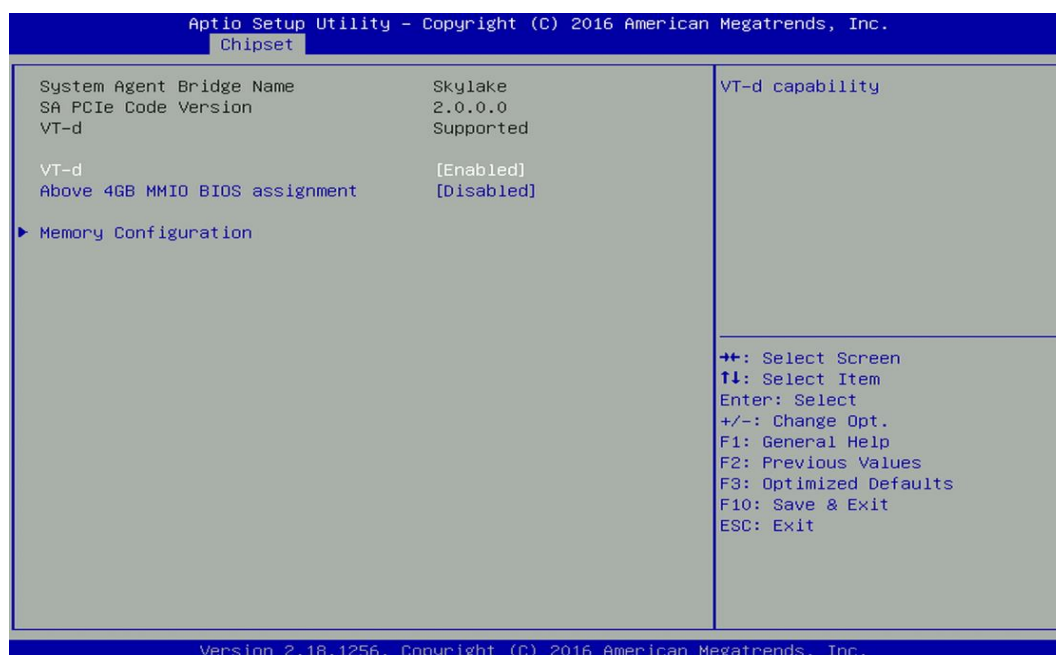 Aptio Setup Utility – Copyright (C) 2016 American Megatrends, Inc.
Chipset
System Agent Bridge Name Skylake
SA PCIe Code Version 2.0.0.0
VT-d Supported
VT-d [Enabled]
Above 4GB MMIO BIOS assignment [Disabled]
▶ Memory Configuration
VT-d capability
→←: Select Screen
↑↓: Select Item
Enter: Select
+/-: Change Opt.
F1: General Help
F2: Previous Values
F3: Optimized Defaults
F10: Save & Exit
ESC: Exit
Version 2.18.1256. Copyright (C) 2016 American Megatrends, Inc.